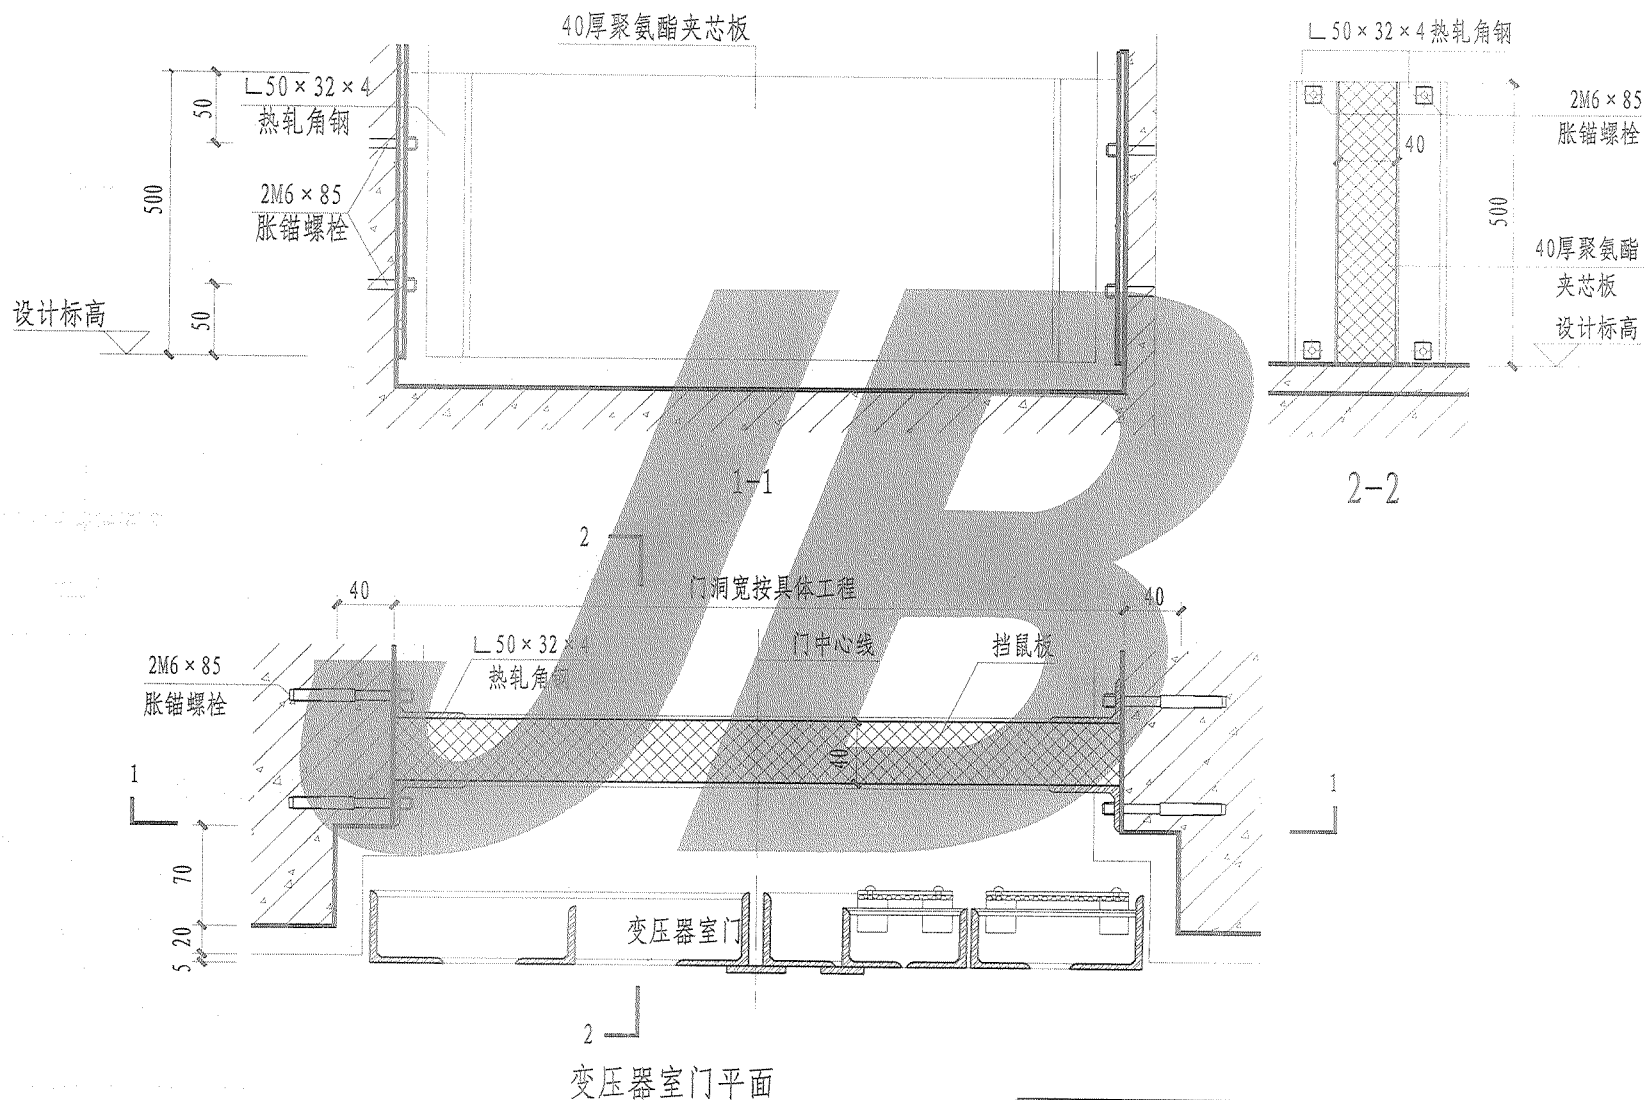 40厚聚氨酯夹芯板
∟50×32×4热轧角钢
50
∟50×32×4
热轧角钢
2M6×85
胀锚螺栓
40
500
2M6×85
胀锚螺栓
500
40厚聚氨酯
夹芯板
设计标高
50
设计标高
1-1
2-2
2
40
门洞宽按具体工程
40
∟50×32×4
热轧角钢
门中心线
挡鼠板
2M6×85
胀锚螺栓
40
1
1
70
20
5
变压器室门
2
变压器室门平面
JB